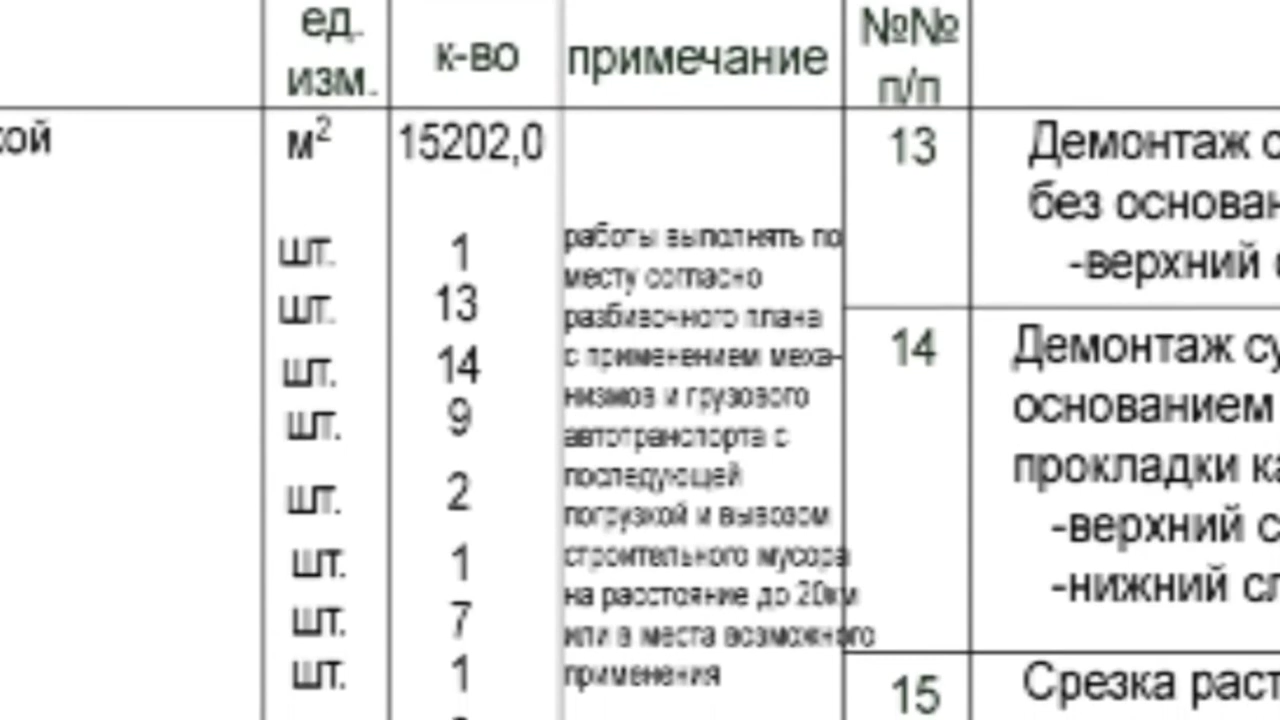 ед.
изм.
к-во
примечание
№№
п/п
кой
м²
15202,0
шт. 1
шт. 13
шт. 14
шт. 9
шт. 2
шт. 1
шт. 7
шт. 1
работы выполнять по
месту согласно
разбивочного плана
с применением меха-
низмов и грузового
автотранспорта с
последующей
погрузкой и вывозом
строительного мусора
на расстояние до 20км
или в места возможного
применения
13
Демонтаж с
без основан
-верхний с
14
Демонтаж су
основанием
прокладки ка
-верхний с
-нижний сл
15
Срезка раст